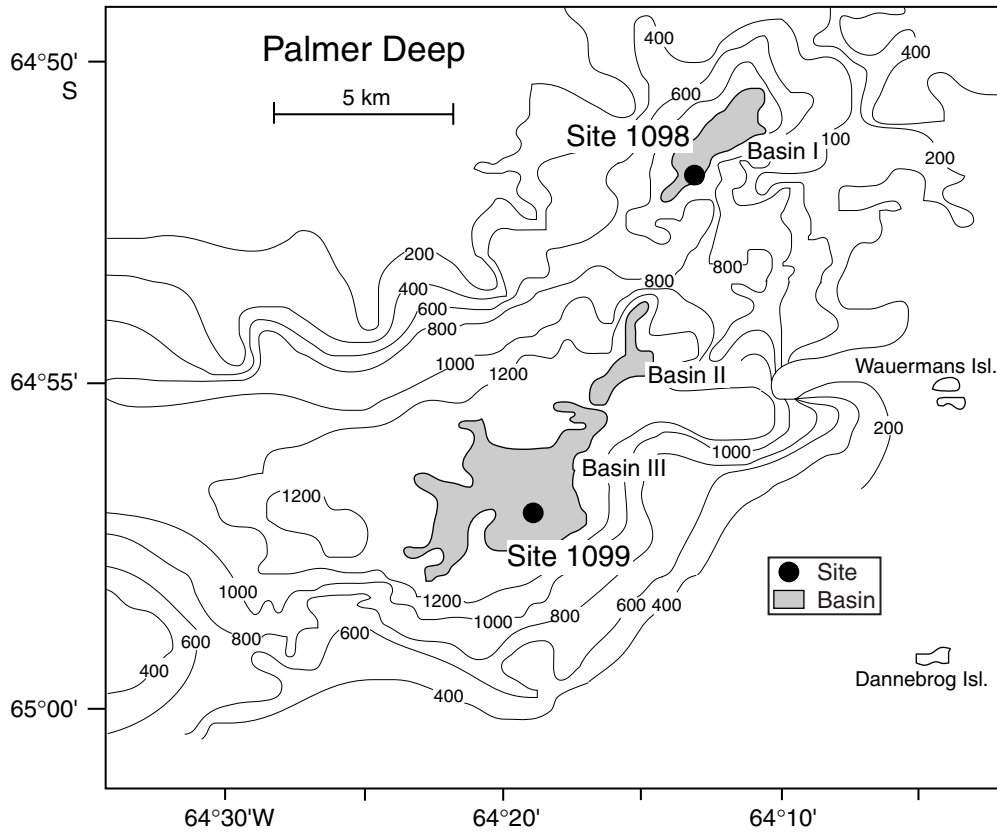 Palmer Deep
5 km
64°50'
S
64°55'
65°00'
64°30'W
64°20'
64°10'
400
400
600
Site 1098
Basin I
100
200
200
400
600
800
800
800
1000
1200
Basin II
Wauermans Isl.
200
1000
Basin III
1200
Site 1099
Site
Basin
1000
1200
1000
800
600
400
800
600
600
400
400
Dannebrog Isl.